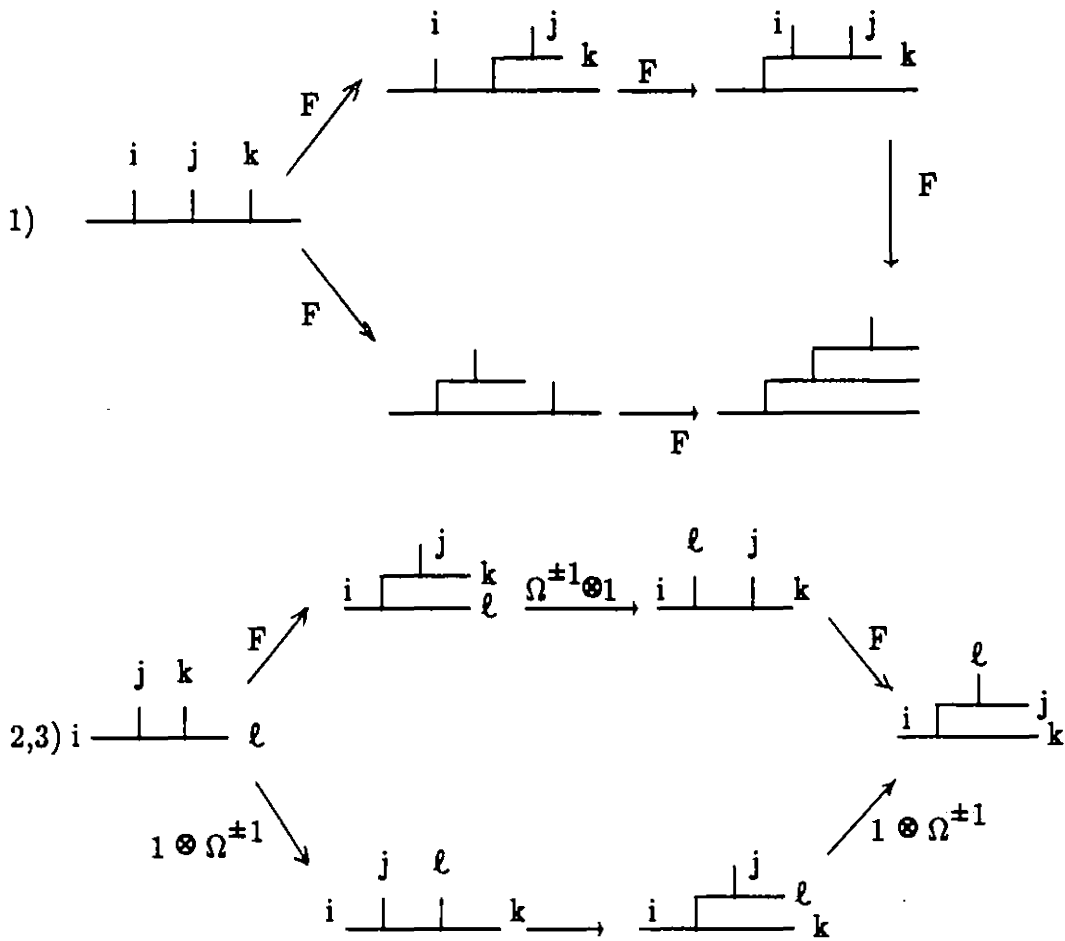 i j
i j k
k
F F
i j k
F
1)
F
F
j ℓ j
i k Ω±1⊗1 i k
ℓ
F F
j k ℓ
i j
2,3) i ℓ k
1 ⊗ Ω±1 1 ⊗ Ω±1
j ℓ j
i k i ℓ
k